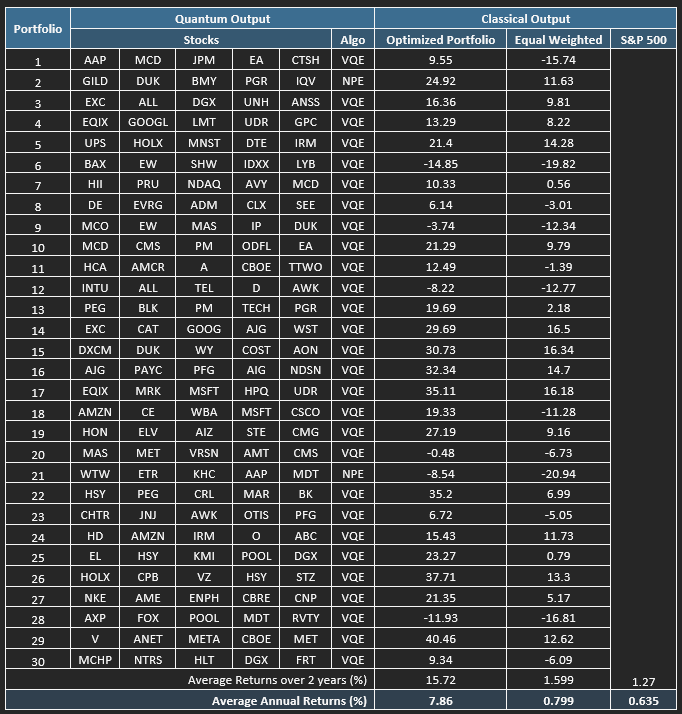 Portfolio Quantum Output Classical Output
Stocks Algo Optimized Portfolio Equal Weighted S&P 500
1 AAP MCD JPM EA CTSH VQE 9.55 -15.74
2 GILD DUK BMY PGR IQV NPE 24.92 11.63
3 EXC ALL DGX UNH ANSS VQE 16.36 9.81
4 EQIX GOOGL LMT UDR GPC VQE 13.29 8.22
5 UPS HOLX MNST DTE IRM VQE 21.4 14.28
6 BAX EW SHW IDXX LYB VQE -14.85 -19.82
7 HII PRU NDAQ AVY MCD VQE 10.33 0.56
8 DE EVRG ADM CLX SEE VQE 6.14 -3.01
9 MCO EW MAS IP DUK VQE -3.74 -12.34
10 MCD CMS PM ODFL EA VQE 21.29 9.79
11 HCA AMCR A CBOE TTWO VQE 12.49 -1.39
12 INTU ALL TEL D AWK VQE -8.22 -12.77
13 PEG BLK PM TECH PGR VQE 19.69 2.18
14 EXC CAT GOOG AJG WST VQE 29.69 16.5
15 DXCM DUK WY COST AON VQE 30.73 16.34
16 AJG PAYC PFG AIG NDSN VQE 32.34 14.7
17 EQIX MRK MSFT HPQ UDR VQE 35.11 16.18
18 AMZN CE WBA MSFT CSCO VQE 19.33 -11.28
19 HON ELV AIZ STE CMG VQE 27.19 9.16
20 MAS MET VRSN AMT CMS VQE -0.48 -6.73
21 WTW ETR KHC AAP MDT NPE -8.54 -20.94
22 HSY PEG CRL MAR BK VQE 35.2 6.99
23 CHTR JNJ AWK OTIS PFG VQE 6.72 -5.05
24 HD AMZN IRM O ABC VQE 15.43 11.73
25 EL HSY KMI POOL DGX VQE 23.27 0.79
26 HOLX CPB VZ HSY STZ VQE 37.71 13.3
27 NKE AME ENPH CBRE CNP VQE 21.35 5.17
28 AXP FOX POOL MDT RVTY VQE -11.93 -16.81
29 V ANET META CBOE MET VQE 40.46 12.62
30 MCHP NTRS HLT DGX FRT VQE 9.34 -6.09
Average Returns over 2 years (%) 15.72 1.599 1.27
Average Annual Returns (%) 7.86 0.799 0.635